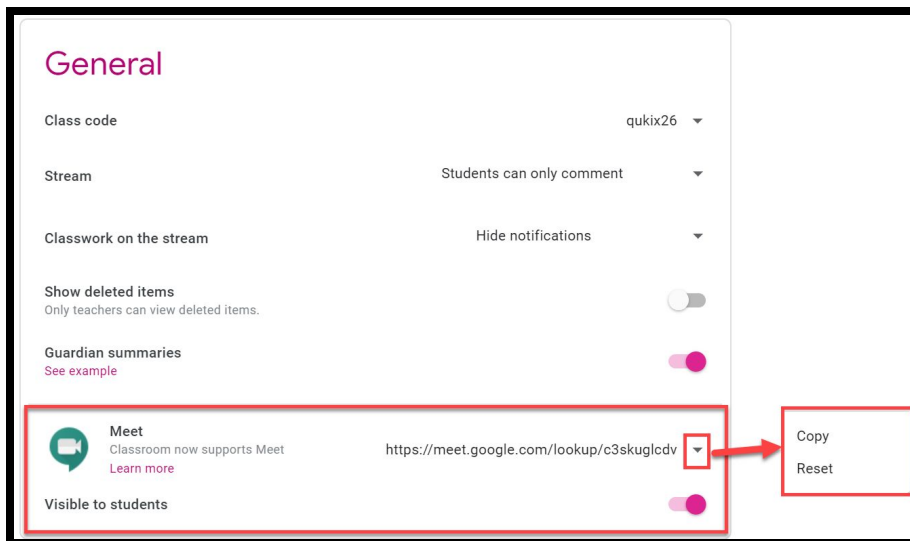 General
Class code
qukix26
Stream
Students can only comment
Classwork on the stream
Hide notifications
Show deleted items
Only teachers can view deleted items.
Guardian summaries
See example
Meet
Classroom now supports Meet
Learn more
https://meet.google.com/lookup/c3skuglcdv
Copy
Reset
Visible to students